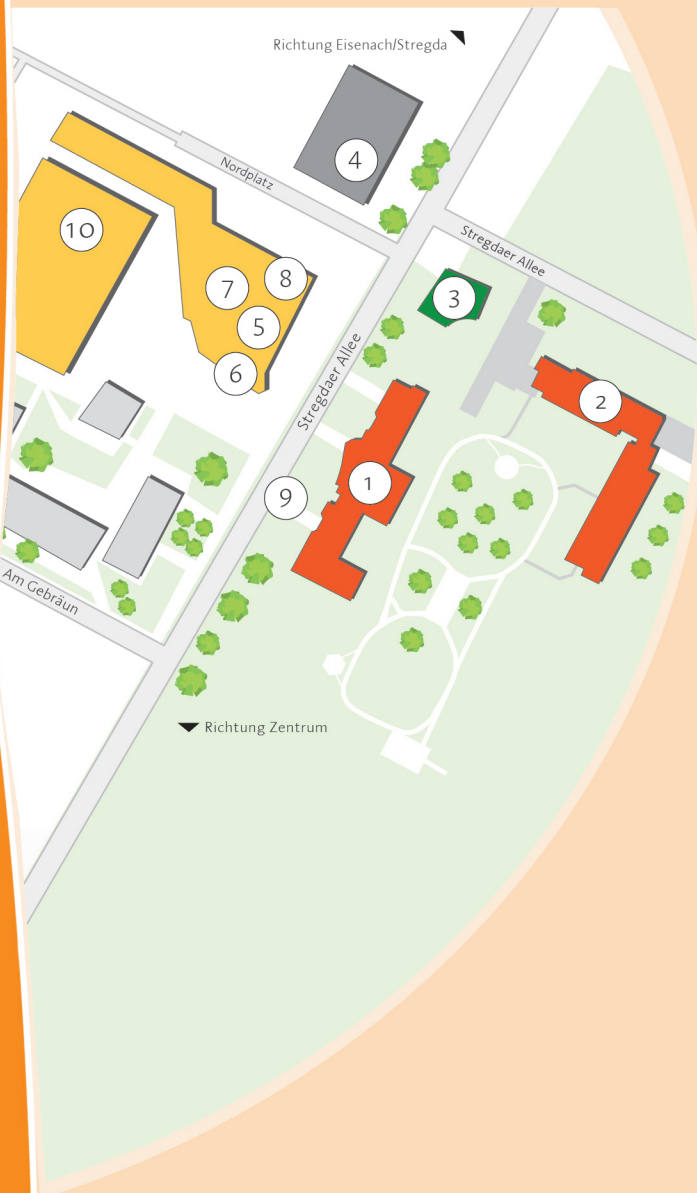 Richtung Eisenach/Stregda
4
Nordplatz
10
Stregdaer Allee
8
7
3
5
6
Stregdaer Allee
2
1
9
Am Gebräun
Richtung Zentrum